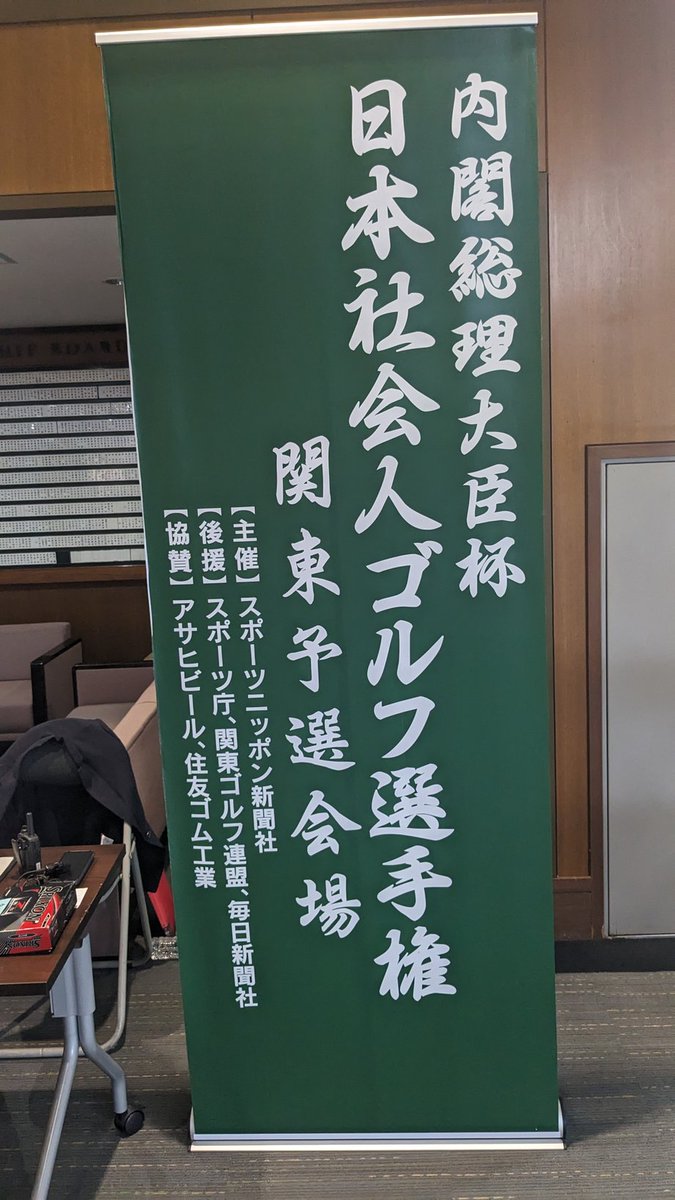 内閣総理大臣杯
日本社会人ゴルフ選手権
関東予選会場
【主催】スポーツニッポン新聞社
【後援】スポーツ庁、関東ゴルフ連盟、毎日新聞社
【協賛】アサヒビール、住友ゴム工業
SRIXON